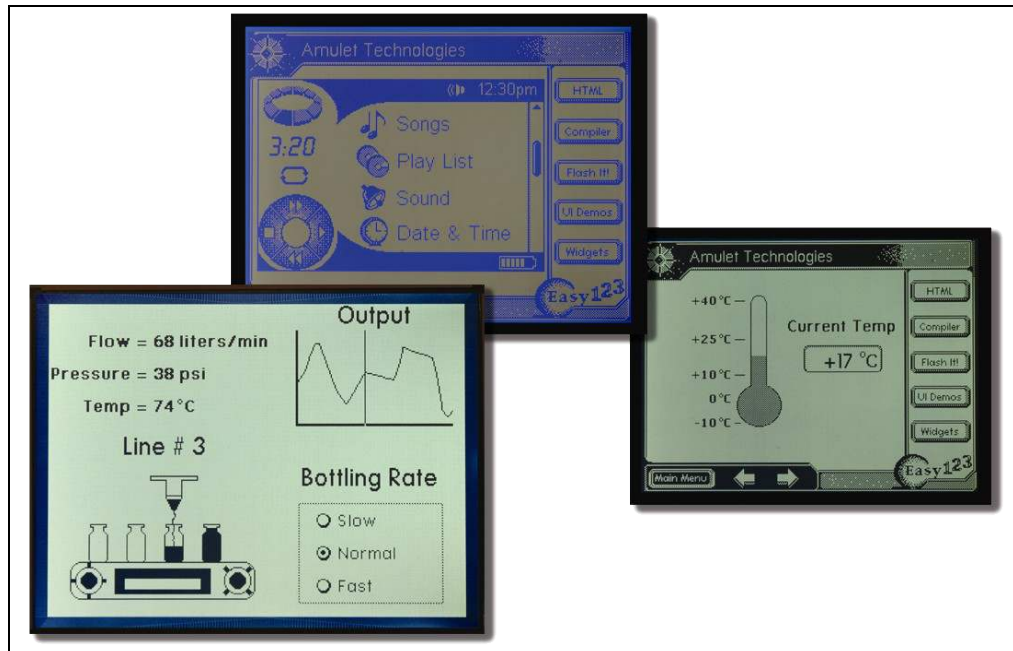 Amulet Technologies
12:30pm
3:20
Songs
Play List
Sound
Date & Time
HTML
Compiler
Flash It!
UI Demos
Widgets
Easy123
Flow = 68 liters/min
Pressure = 38 psi
Temp = 74°C
Line # 3
Output
Bottling Rate
Slow
Normal
Fast
Amulet Technologies
+40°C
+25°C
+10°C
0°C
-10°C
Current Temp
+17 °C
HTML
Compiler
Flash It!
UI Demos
Widgets
Main Menu
Easy123